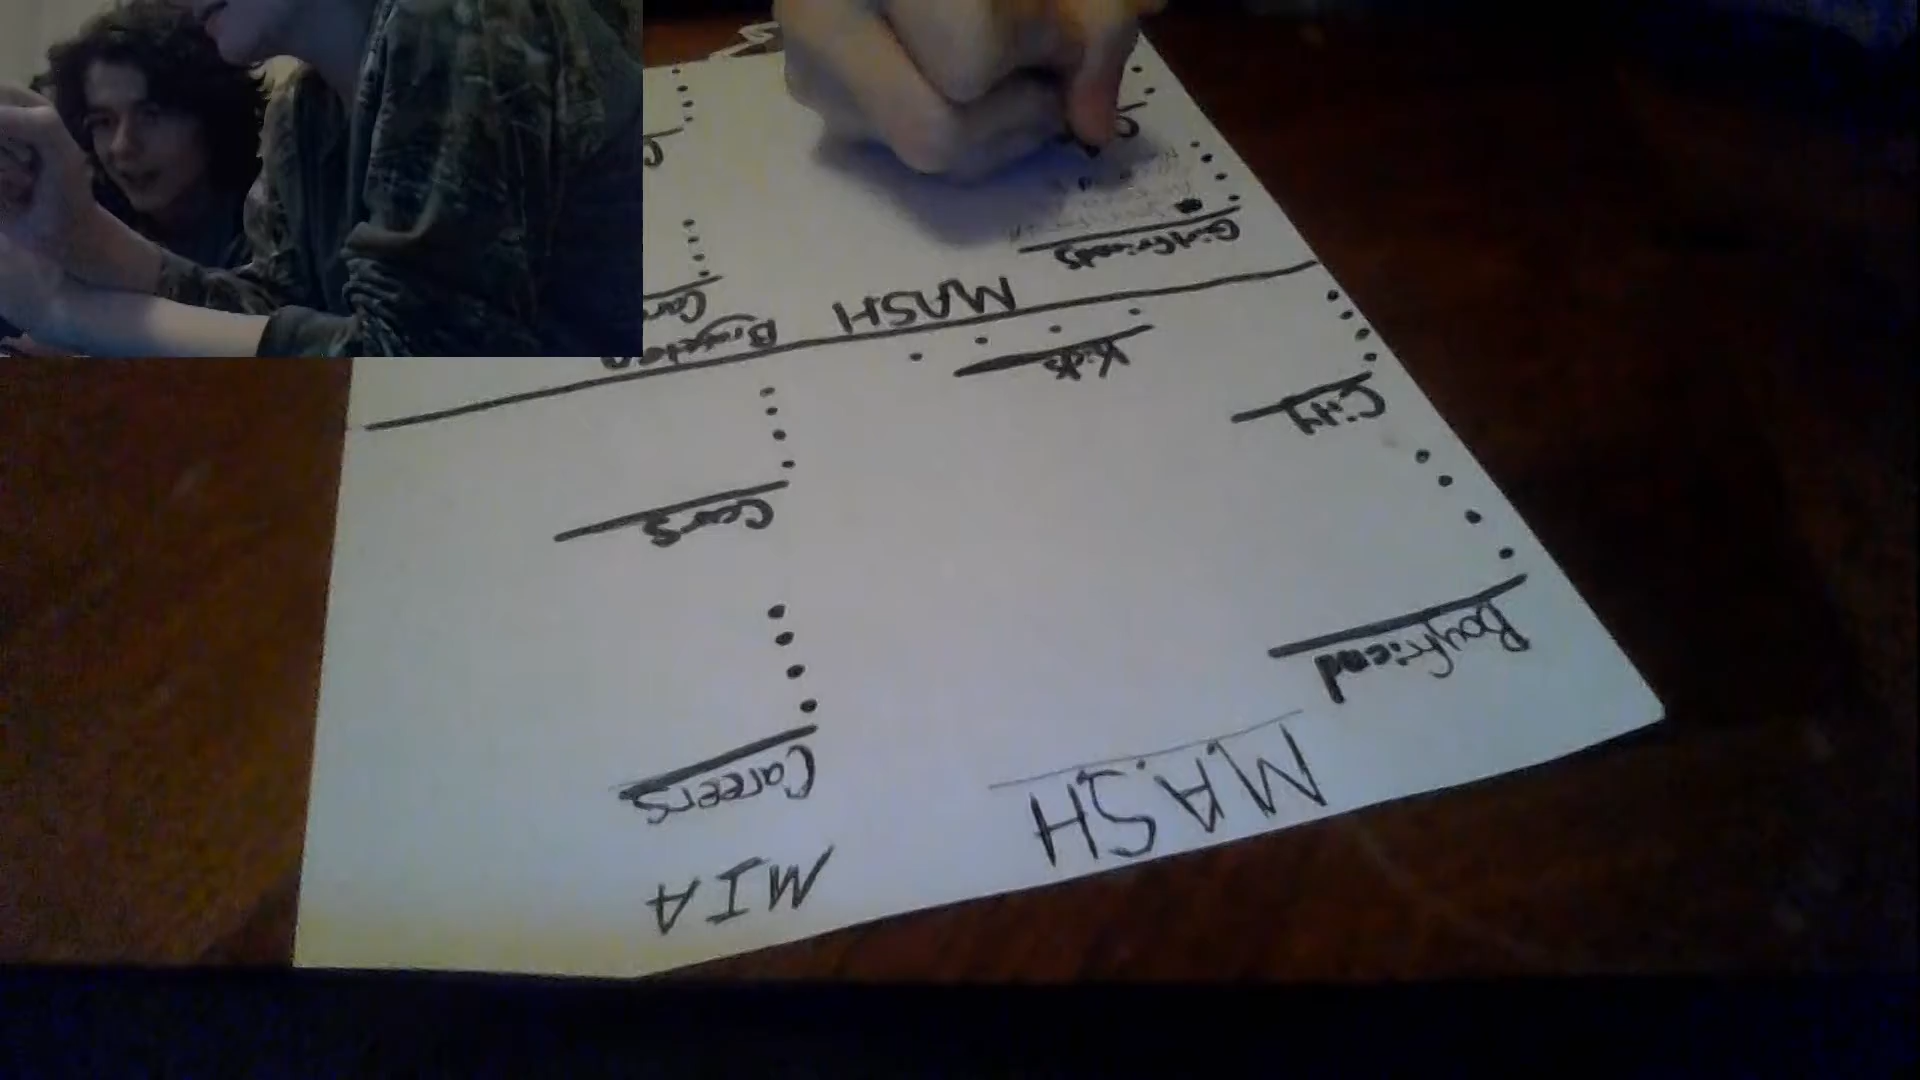 MIA
MASH
Careers
Boyfriend
Cars
City
Kids
MASH
Girlfriends